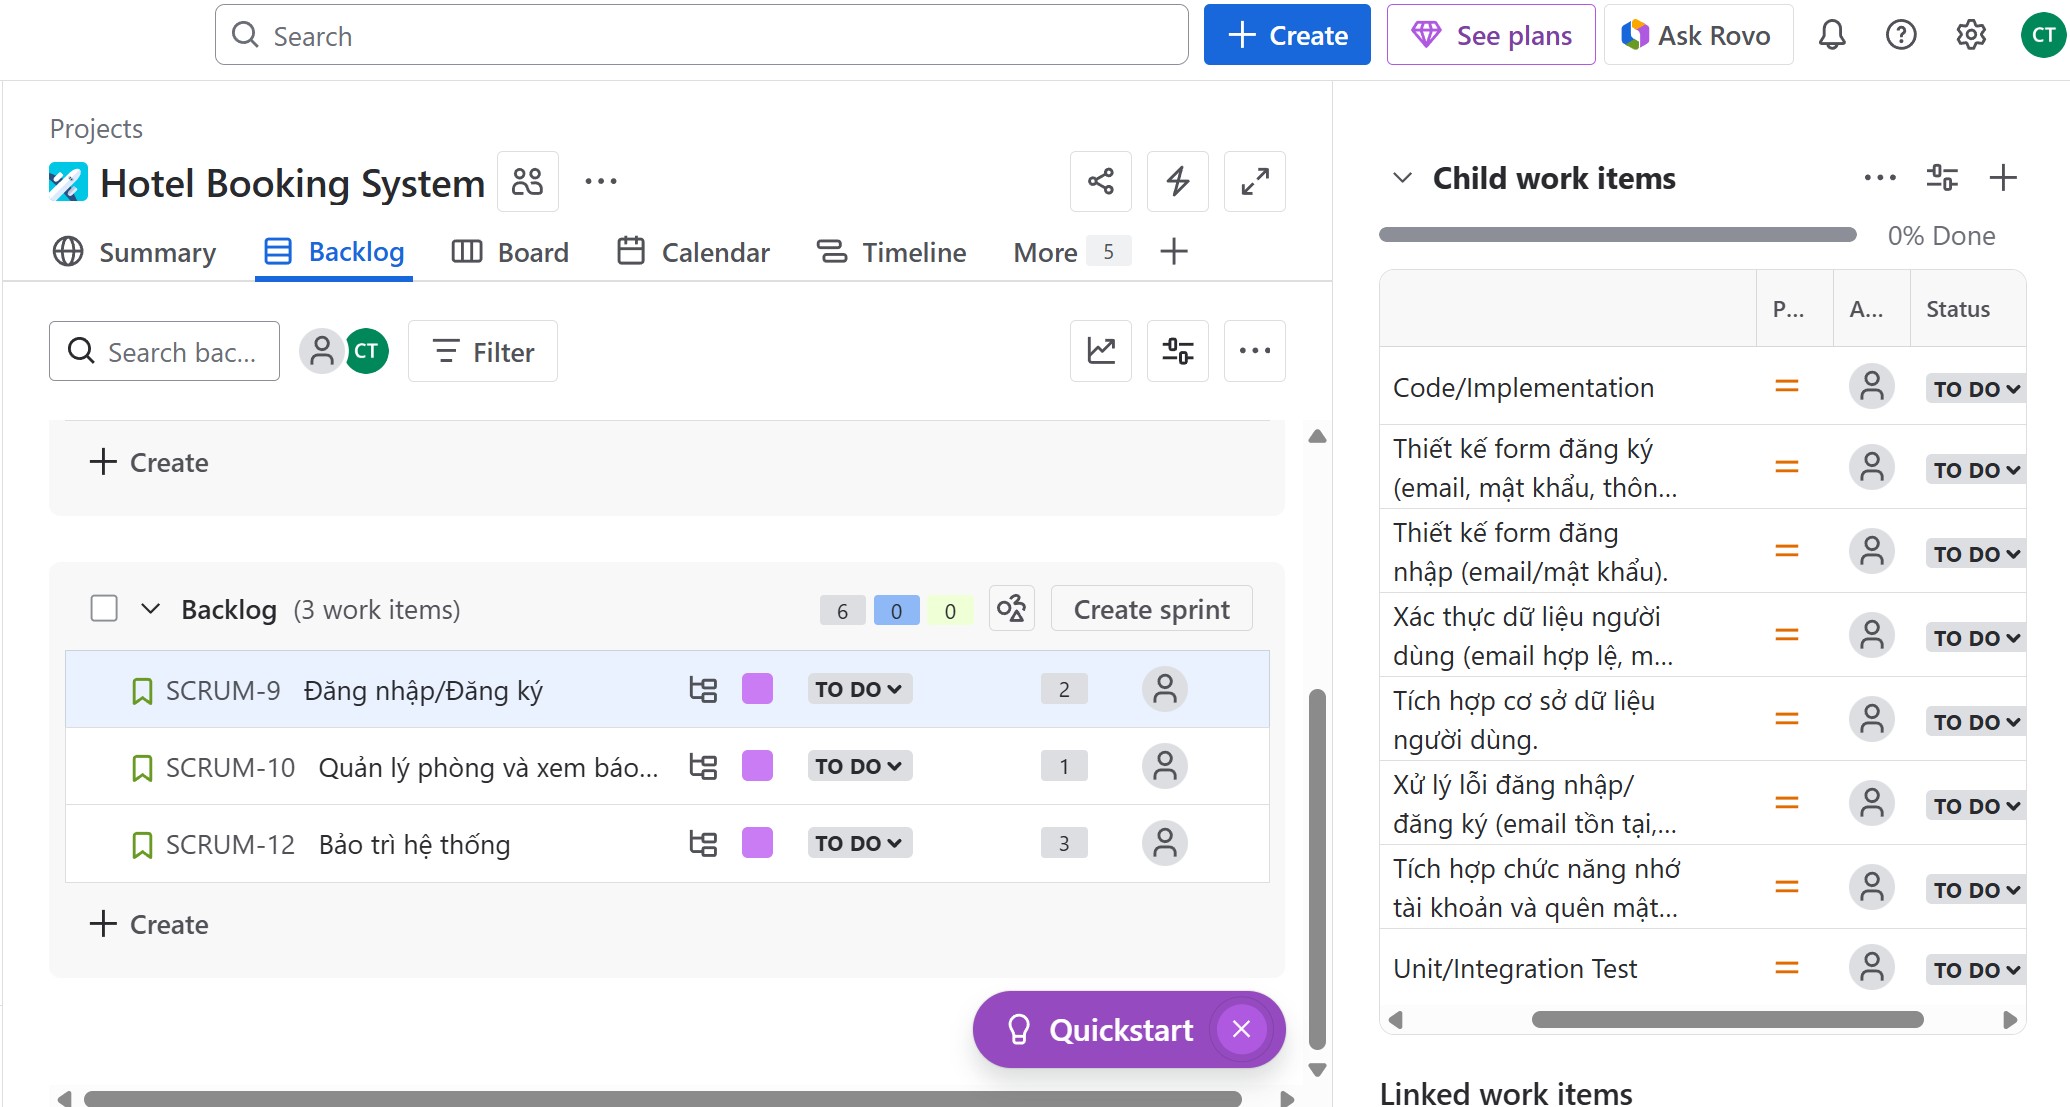 Search
Create
See plans
Ask Rovo
CT
Projects
Hotel Booking System
Summary
Backlog
Board
Calendar
Timeline
More 5
Search bac...
CT
Filter
Create
Backlog (3 work items)
6 0 0
Create sprint
SCRUM-9 Đăng nhập/Đăng ký TO DO 2
SCRUM-10 Quản lý phòng và xem báo... TO DO 1
SCRUM-12 Bảo trì hệ thống TO DO 3
Create
Quickstart
Child work items
0% Done
P... A... Status
Code/Implementation TO DO
Thiết kế form đăng ký
(email, mật khẩu, thôn... TO DO
Thiết kế form đăng
nhập (email/mật khẩu). TO DO
Xác thực dữ liệu người
dùng (email hợp lệ, m... TO DO
Tích hợp cơ sở dữ liệu
người dùng. TO DO
Xử lý lỗi đăng nhập/
đăng ký (email tồn tại,... TO DO
Tích hợp chức năng nhớ
tài khoản và quên mật... TO DO
Unit/Integration Test TO DO
Linked work items